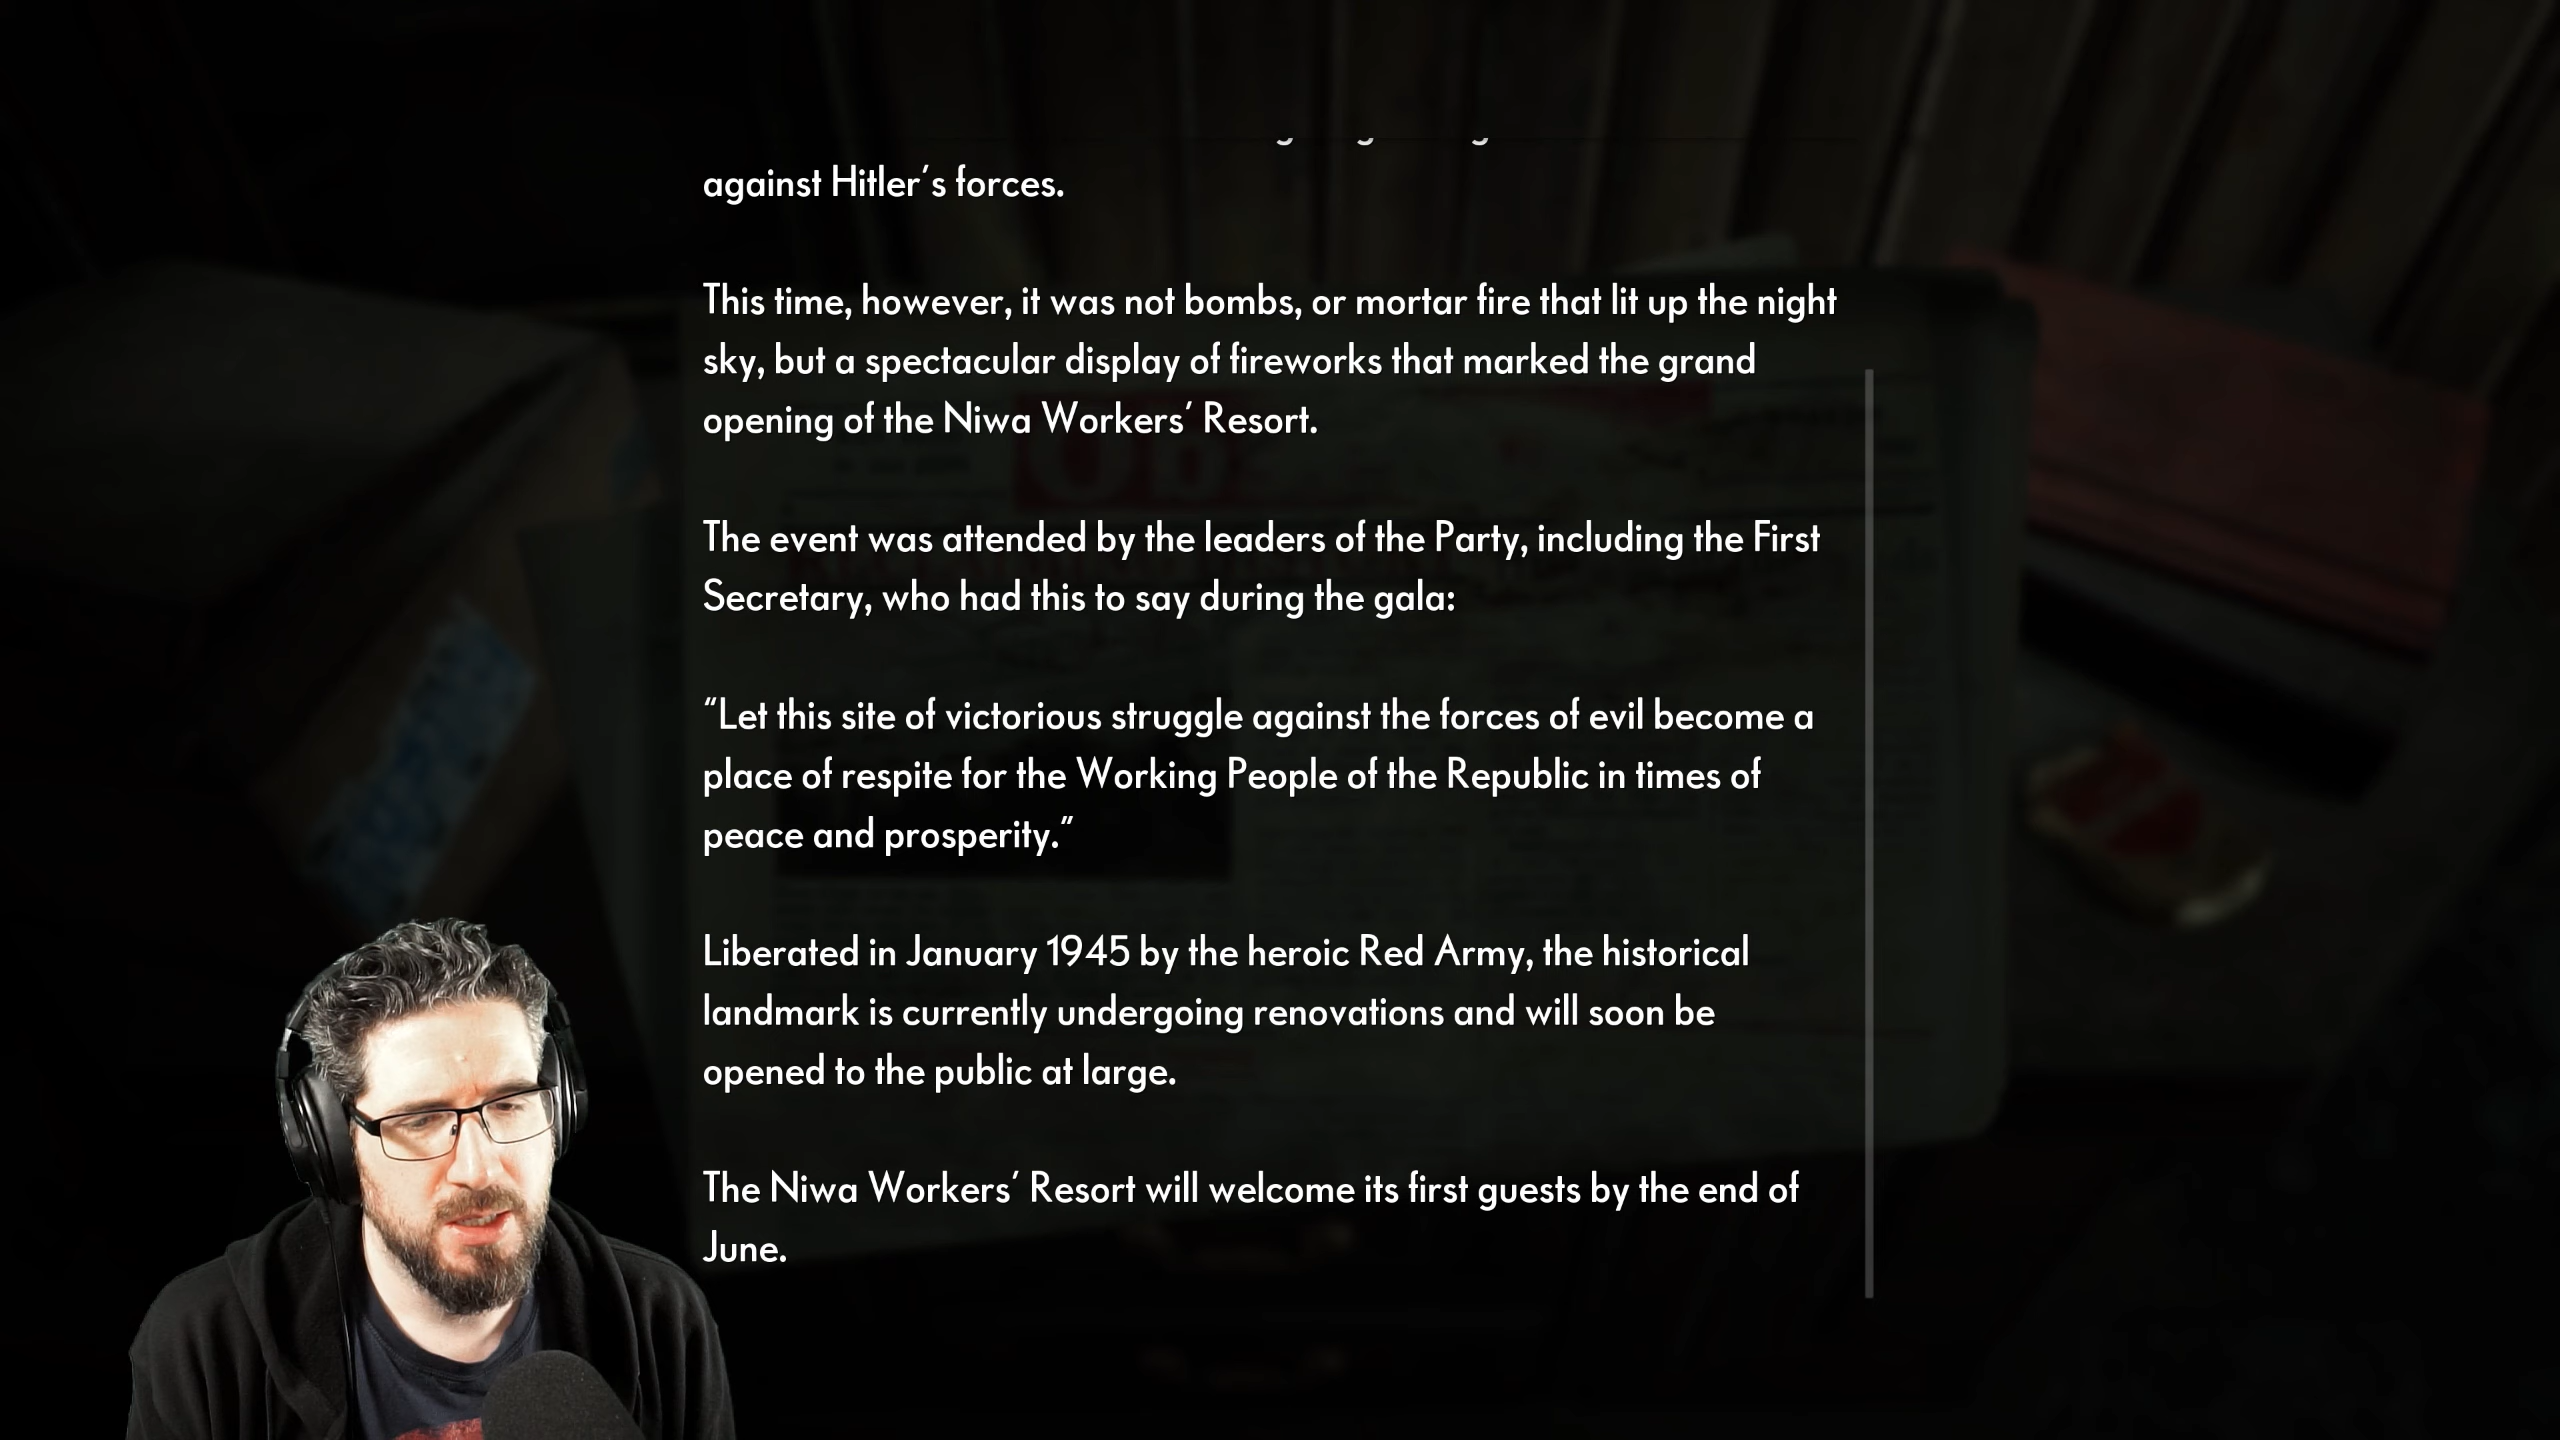 against Hitler's forces.
This time, however, it was not bombs, or mortar fire that lit up the night
sky, but a spectacular display of fireworks that marked the grand
opening of the Niwa Workers' Resort.
The event was attended by the leaders of the Party, including the First
Secretary, who had this to say during the gala:
“Let this site of victorious struggle against the forces of evil become a
place of respite for the Working People of the Republic in times of
peace and prosperity.”
Liberated in January 1945 by the heroic Red Army, the historical
landmark is currently undergoing renovations and will soon be
opened to the public at large.
The Niwa Workers' Resort will welcome its first guests by the end of
June.